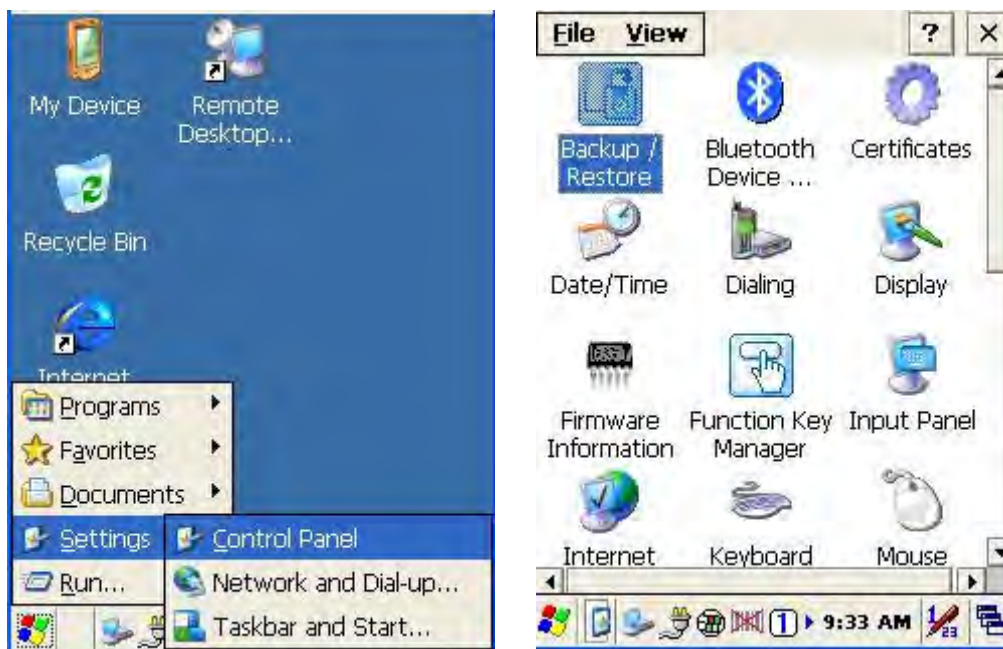 My Device
Remote
Desktop...
Recycle Bin
Internet
Programs
Favorites
Documents
Settings
Control Panel
Run...
Network and Dial-up...
Taskbar and Start...
File View ? ×
Backup /
Restore
Bluetooth
Device ...
Certificates
Date/Time
Dialing
Display
Firmware
Information
Function Key
Manager
Input Panel
Internet
Keyboard
Mouse
1
9:33 AM